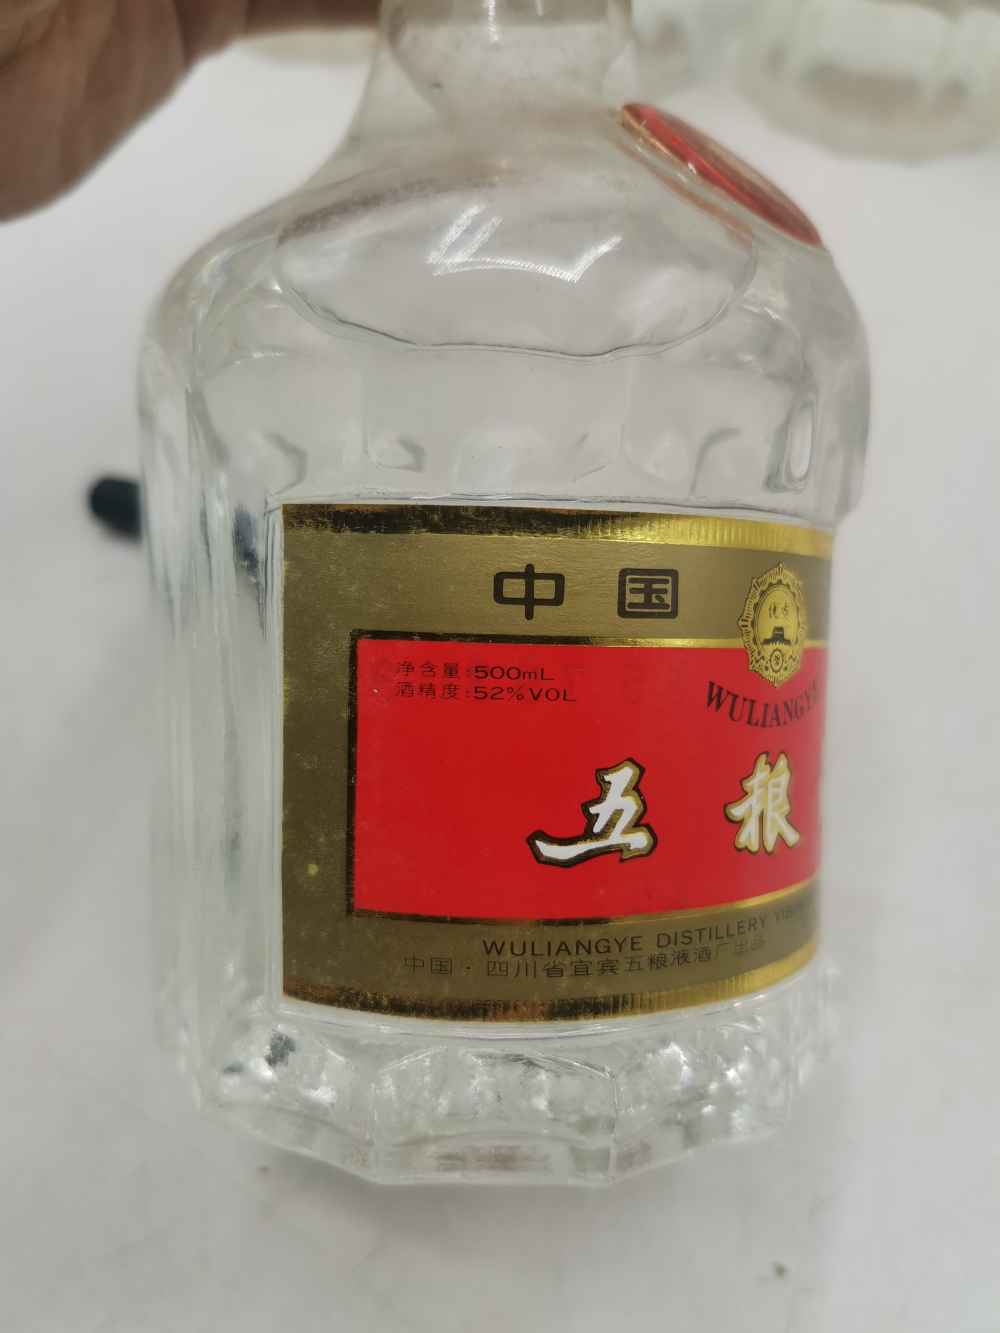 中国
净含量:500mL
酒精度:52%VOL
WULIANGYE
五粮
WULIANGYE DISTILLERY
中国·四川省宜宾五粮液酒厂出品